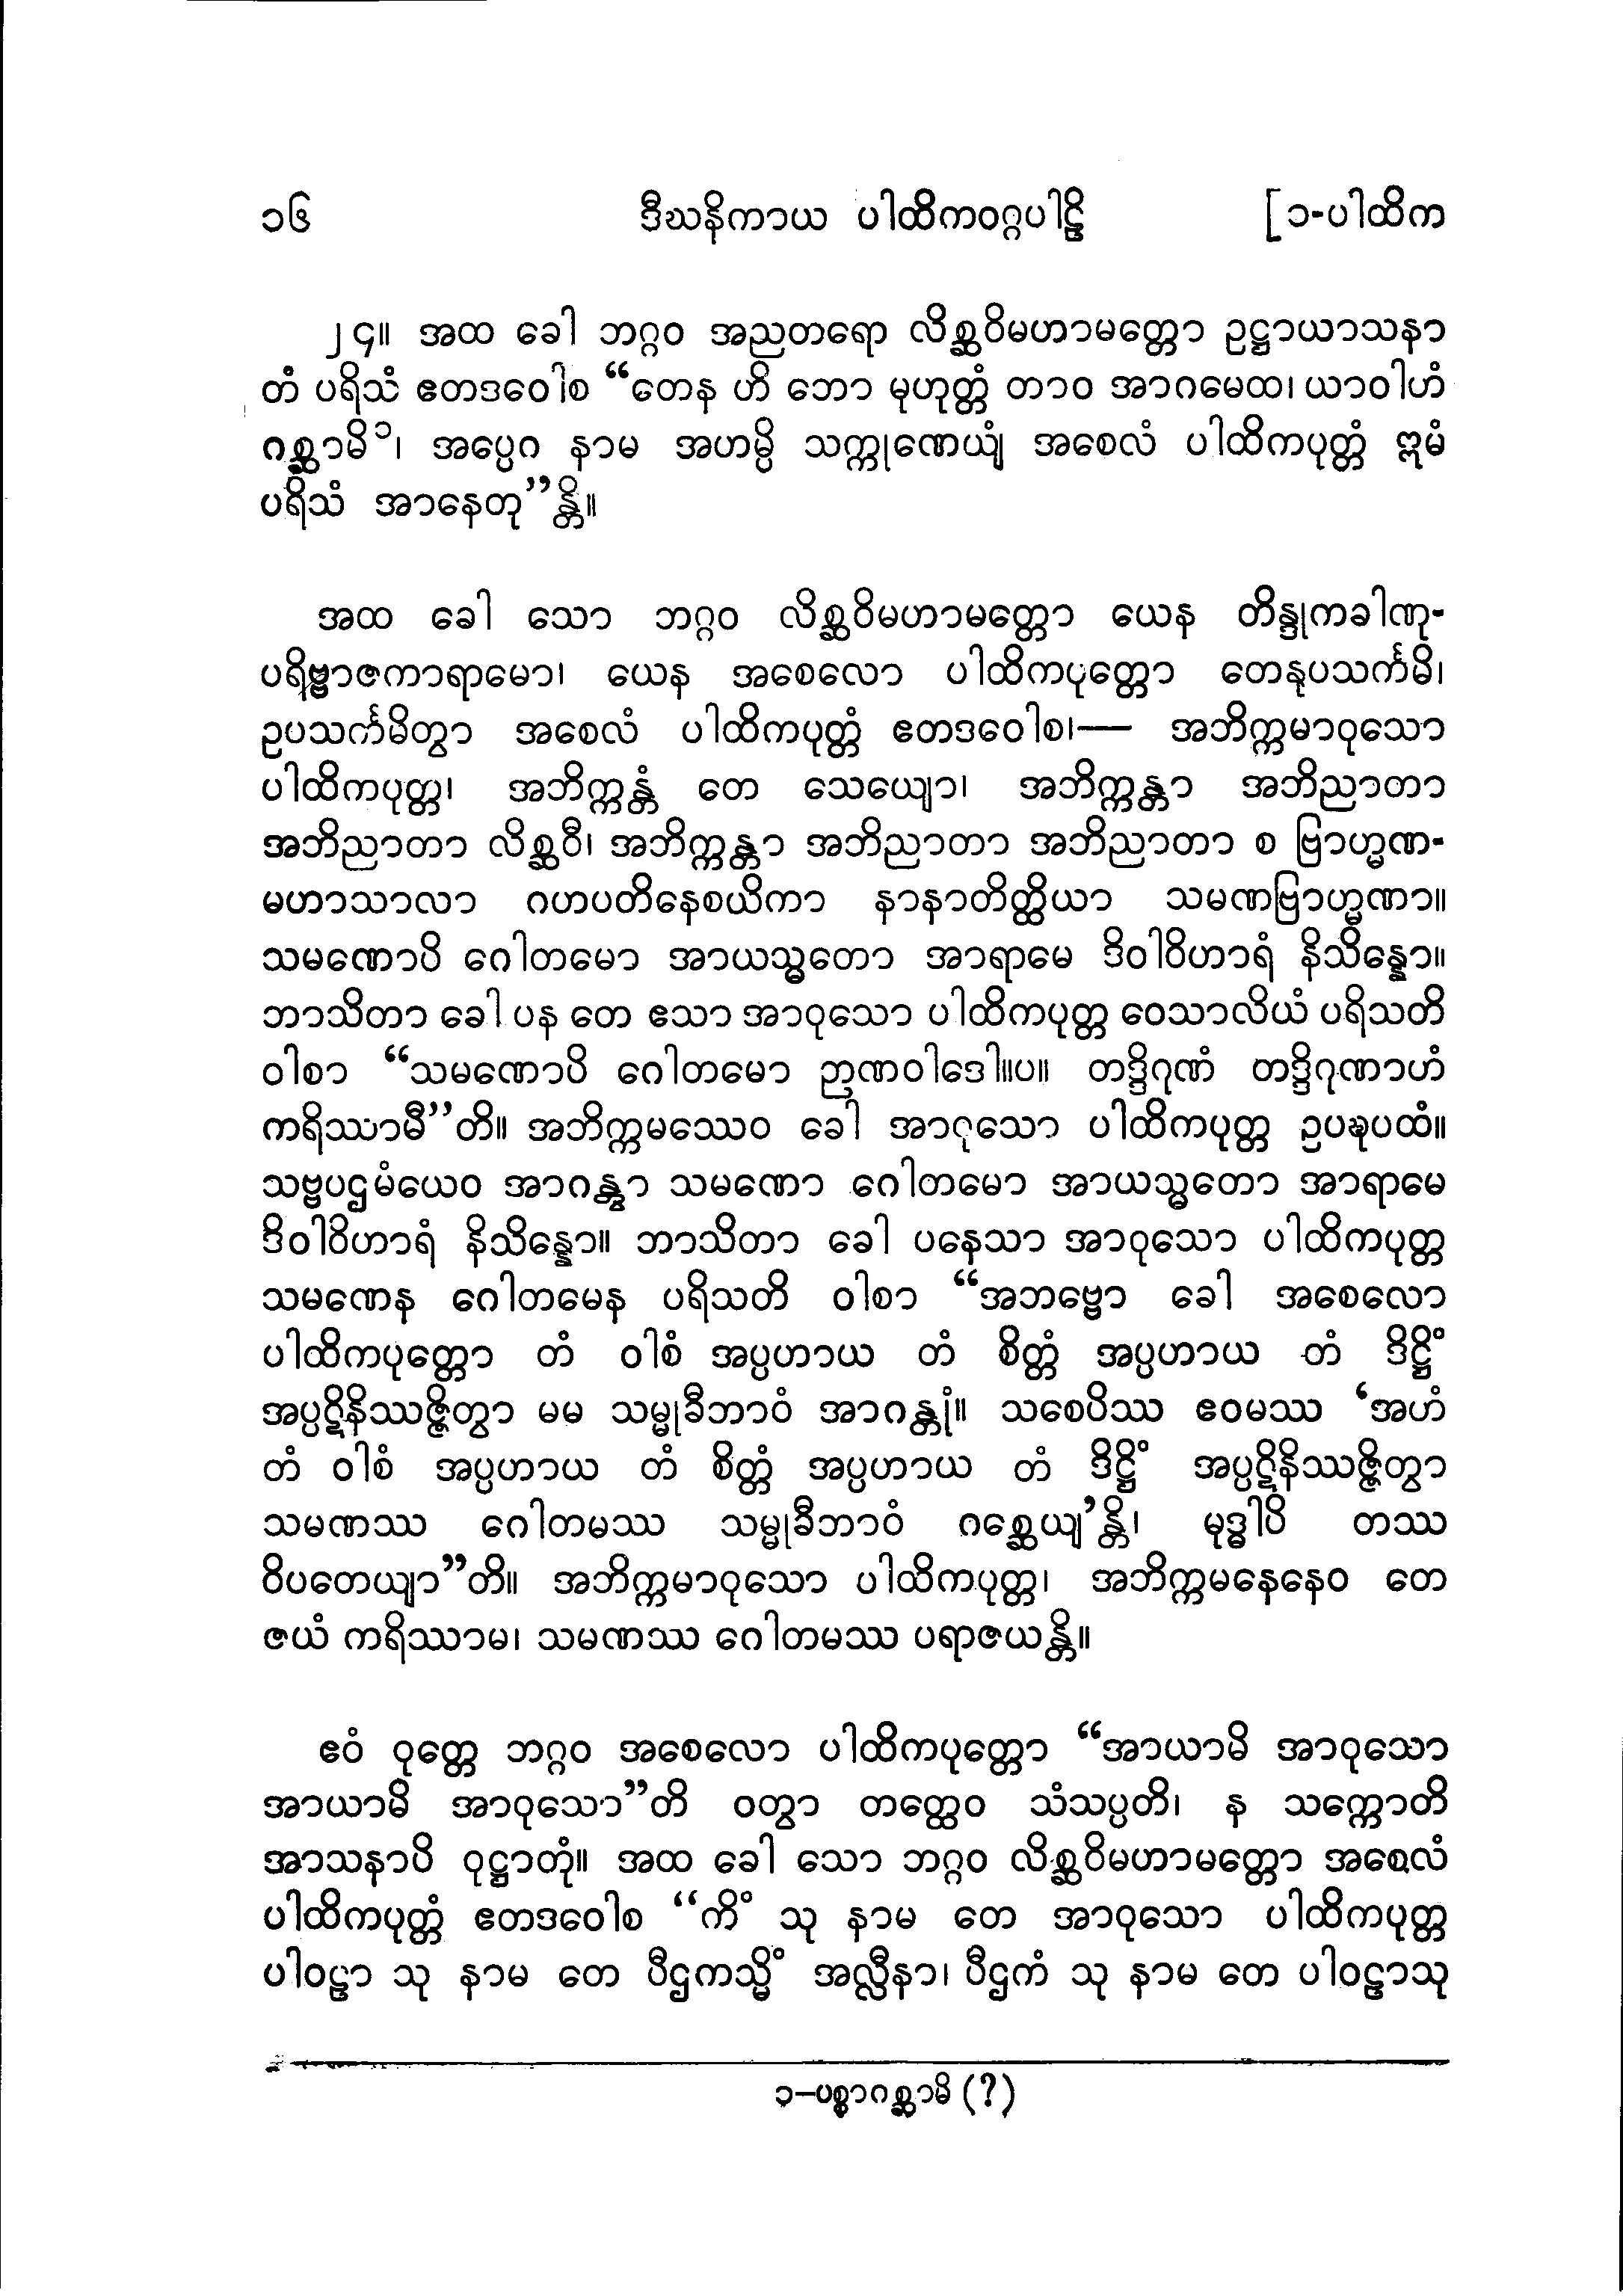 ၁၆ ဒီဃနိကာယ ပါထိကဝဂ္ဂပါဠိ [၁-ပါထိက
၂၄။ အထ ခေါ ဘဂ္ဂဝ အညတရော လိစ္ဆဝိမဟာမတ္တော ဥဋ္ဌာယာသနာ
တံ ပရိသံ ဧတဒဝေါစ “တေန ဟိ ဘော မုဟုတ္တံ တာဝ အာဂမေထ၊ ယာဝါဟံ
ဂစ္ဆာမိ၁၊ အပ္ပေဂ နာမ အဟမ္ပိ သက္ကုဏေယျံ အစေလံ ပါထိကပုတ္တံ ဣမံ
ပရိသံ အာနေတု”န္တိ။
အထ ခေါ သော ဘဂ္ဂဝ လိစ္ဆဝိမဟာမတ္တော ယေန တိန္ဒုကခါဏု-
ပရိဗ္ဗာဇကာရာမော၊ ယေန အစေလော ပါထိကပုတ္တော တေနုပသင်္ကမိ၊
ဥပသင်္ကမိတွာ အစေလံ ပါထိကပုတ္တံ ဧတဒဝေါစ၊— အဘိက္ကမာဝုသော
ပါထိကပုတ္တ၊ အဘိက္ကန္တံ တေ သေယျော၊ အဘိက္ကန္တာ အဘိညာတာ
အဘိညာတာ လိစ္ဆဝီ၊ အဘိက္ကန္တာ အဘိညာတာ အဘိညာတာ စ ဗြာဟ္မဏ-
မဟာသာလာ ဂဟပတိနေစယိကာ နာနာတိတ္ထိယာ သမဏဗြာဟ္မဏာ။
သမဏောပိ ဂေါတမော အာယသ္မတော အာရာမေ ဒိဝါဝိဟာရံ နိသိန္နော။
ဘာသိတာ ခေါ ပန တေ ဧသာ အာဝုသော ပါထိကပုတ္တ ဝေသာလိယံ ပရိသတိ
ဝါစာ “သမဏောပိ ဂေါတမော ဉာဏဝါဒေါ။ပ။ တဒ္ဒိဂုဏံ တဒ္ဒိဂုဏာဟံ
ကရိဿာမီ”တိ။ အဘိက္ကမဿေဝ ခေါ အာဝုသော ပါထိကပုတ္တ ဥပဍ္ဎပထံ။
သဗ္ဗပဌမံယေဝ အာဂန္တွာ သမဏော ဂေါတမော အာယသ္မတော အာရာမေ
ဒိဝါဝိဟာရံ နိသိန္နော။ ဘာသိတာ ခေါ ပနေသာ အာဝုသော ပါထိကပုတ္တ
သမဏေန ဂေါတမေန ပရိသတိ ဝါစာ “အဘဗ္ဗော ခေါ အစေလော
ပါထိကပုတ္တော တံ ဝါစံ အပ္ပဟာယ တံ စိတ္တံ အပ္ပဟာယ တံ ဒိဋ္ဌိံ
အပ္ပဋိနိဿဇ္ဇိတွာ မမ သမ္မုခီဘာဝံ အာဂန္တုံ။ သစေပိဿ ဧဝမဿ ‘အဟံ
တံ ဝါစံ အပ္ပဟာယ တံ စိတ္တံ အပ္ပဟာယ တံ ဒိဋ္ဌိံ အပ္ပဋိနိဿဇ္ဇိတွာ
သမဏဿ ဂေါတမဿ သမ္မုခီဘာဝံ ဂစ္ဆေယျ’န္တိ၊ မုဒ္ဓါပိ တဿ
ဝိပတေယျာ”တိ။ အဘိက္ကမာဝုသော ပါထိကပုတ္တ၊ အဘိက္ကမနေနေဝ တေ
ဇယံ ကရိဿာမ၊ သမဏဿ ဂေါတမဿ ပရာဇယန္တိ။
ဧဝံ ဝုတ္တေ ဘဂ္ဂဝ အစေလော ပါထိကပုတ္တော “အာယာမိ အာဝုသော
အာယာမိ အာဝုသော”တိ ဝတွာ တတ္ထေဝ သံသပ္ပတိ၊ န သက္ကောတိ
အာသနာပိ ဝုဋ္ဌာတုံ။ အထ ခေါ သော ဘဂ္ဂဝ လိစ္ဆဝိမဟာမတ္တော အစေလံ
ပါထိကပုတ္တံ ဧတဒဝေါစ “ကိံ သု နာမ တေ အာဝုသော ပါထိကပုတ္တ
ပါဝဠာ သု နာမ တေ ပီဌကသ္မိံ အလ္လီနာ၊ ပီဌကံ သု နာမ တေ ပါဝဠာသု
၁—ပစ္စာဂစ္ဆာမိ (?)